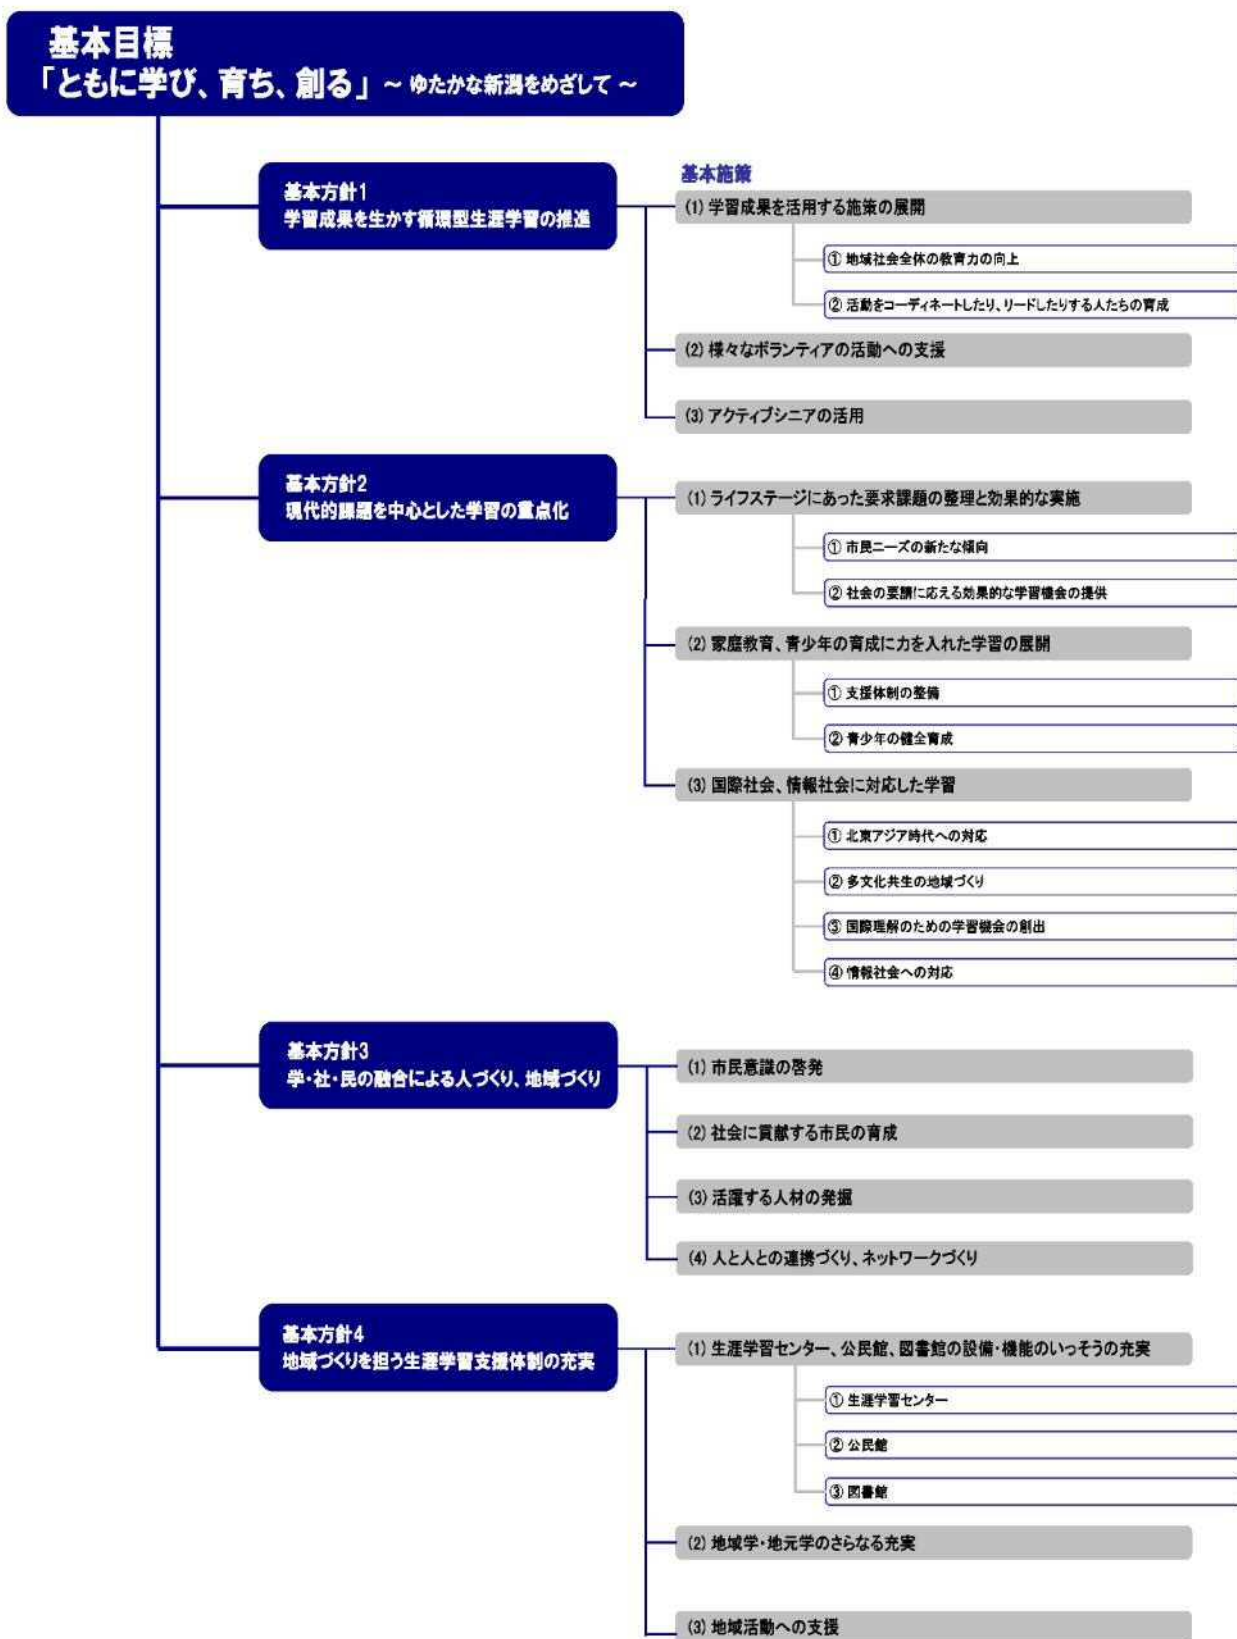 基本目標
「ともに学び、育ち、創る」 ～ ゆたかな新潟をめざして ～
基本方針1
学習成果を生かす循環型生涯学習の推進
基本施策
(1) 学習成果を活用する施策の展開
① 地域社会全体の教育力の向上
② 活動をコーディネートしたり、リードしたりする人たちの育成
(2) 様々なボランティアの活動への支援
(3) アクティブシニアの活用
基本方針2
現代的課題を中心とした学習の重点化
(1) ライフステージにあった要求課題の整理と効果的な実施
① 市民ニーズの新たな傾向
② 社会の要請に応える効果的な学習機会の提供
(2) 家庭教育、青少年の育成に力を入れた学習の展開
① 支援体制の整備
② 青少年の健全育成
(3) 国際社会、情報社会に対応した学習
① 北東アジア時代への対応
② 多文化共生の地域づくり
③ 国際理解のための学習機会の創出
④ 情報社会への対応
基本方針3
学・社・民の融合による人づくり、地域づくり
(1) 市民意識の啓発
(2) 社会に貢献する市民の育成
(3) 活躍する人材の発掘
(4) 人と人との連携づくり、ネットワークづくり
基本方針4
地域づくりを担う生涯学習支援体制の充実
(1) 生涯学習センター、公民館、図書館の設備・機能のいっそうの充実
① 生涯学習センター
② 公民館
③ 図書館
(2) 地域学・地元学のさらなる充実
(3) 地域活動への支援